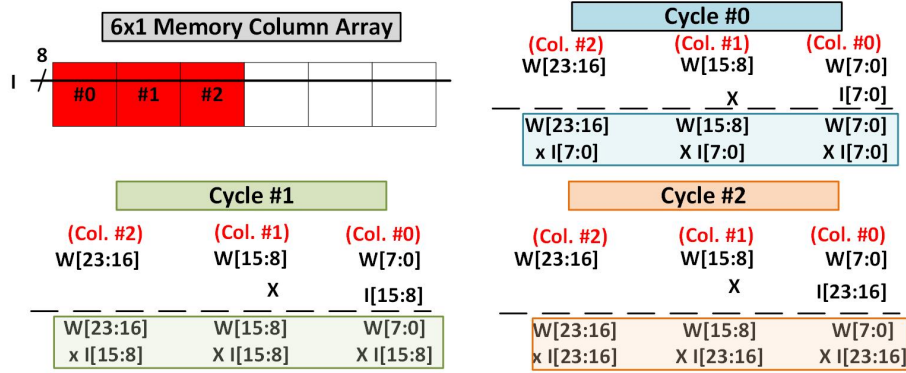 6x1 Memory Column Array
8
I
#0 #1 #2
Cycle #0
(Col. #2) (Col. #1) (Col. #0)
W[23:16] W[15:8] W[7:0]
X I[7:0]
W[23:16] W[15:8] W[7:0]
x I[7:0] X I[7:0] X I[7:0]
Cycle #1
(Col. #2) (Col. #1) (Col. #0)
W[23:16] W[15:8] W[7:0]
X I[15:8]
W[23:16] W[15:8] W[7:0]
x I[15:8] X I[15:8] X I[15:8]
Cycle #2
(Col. #2) (Col. #1) (Col. #0)
W[23:16] W[15:8] W[7:0]
X I[23:16]
W[23:16] W[15:8] W[7:0]
x I[23:16] X I[23:16] X I[23:16]